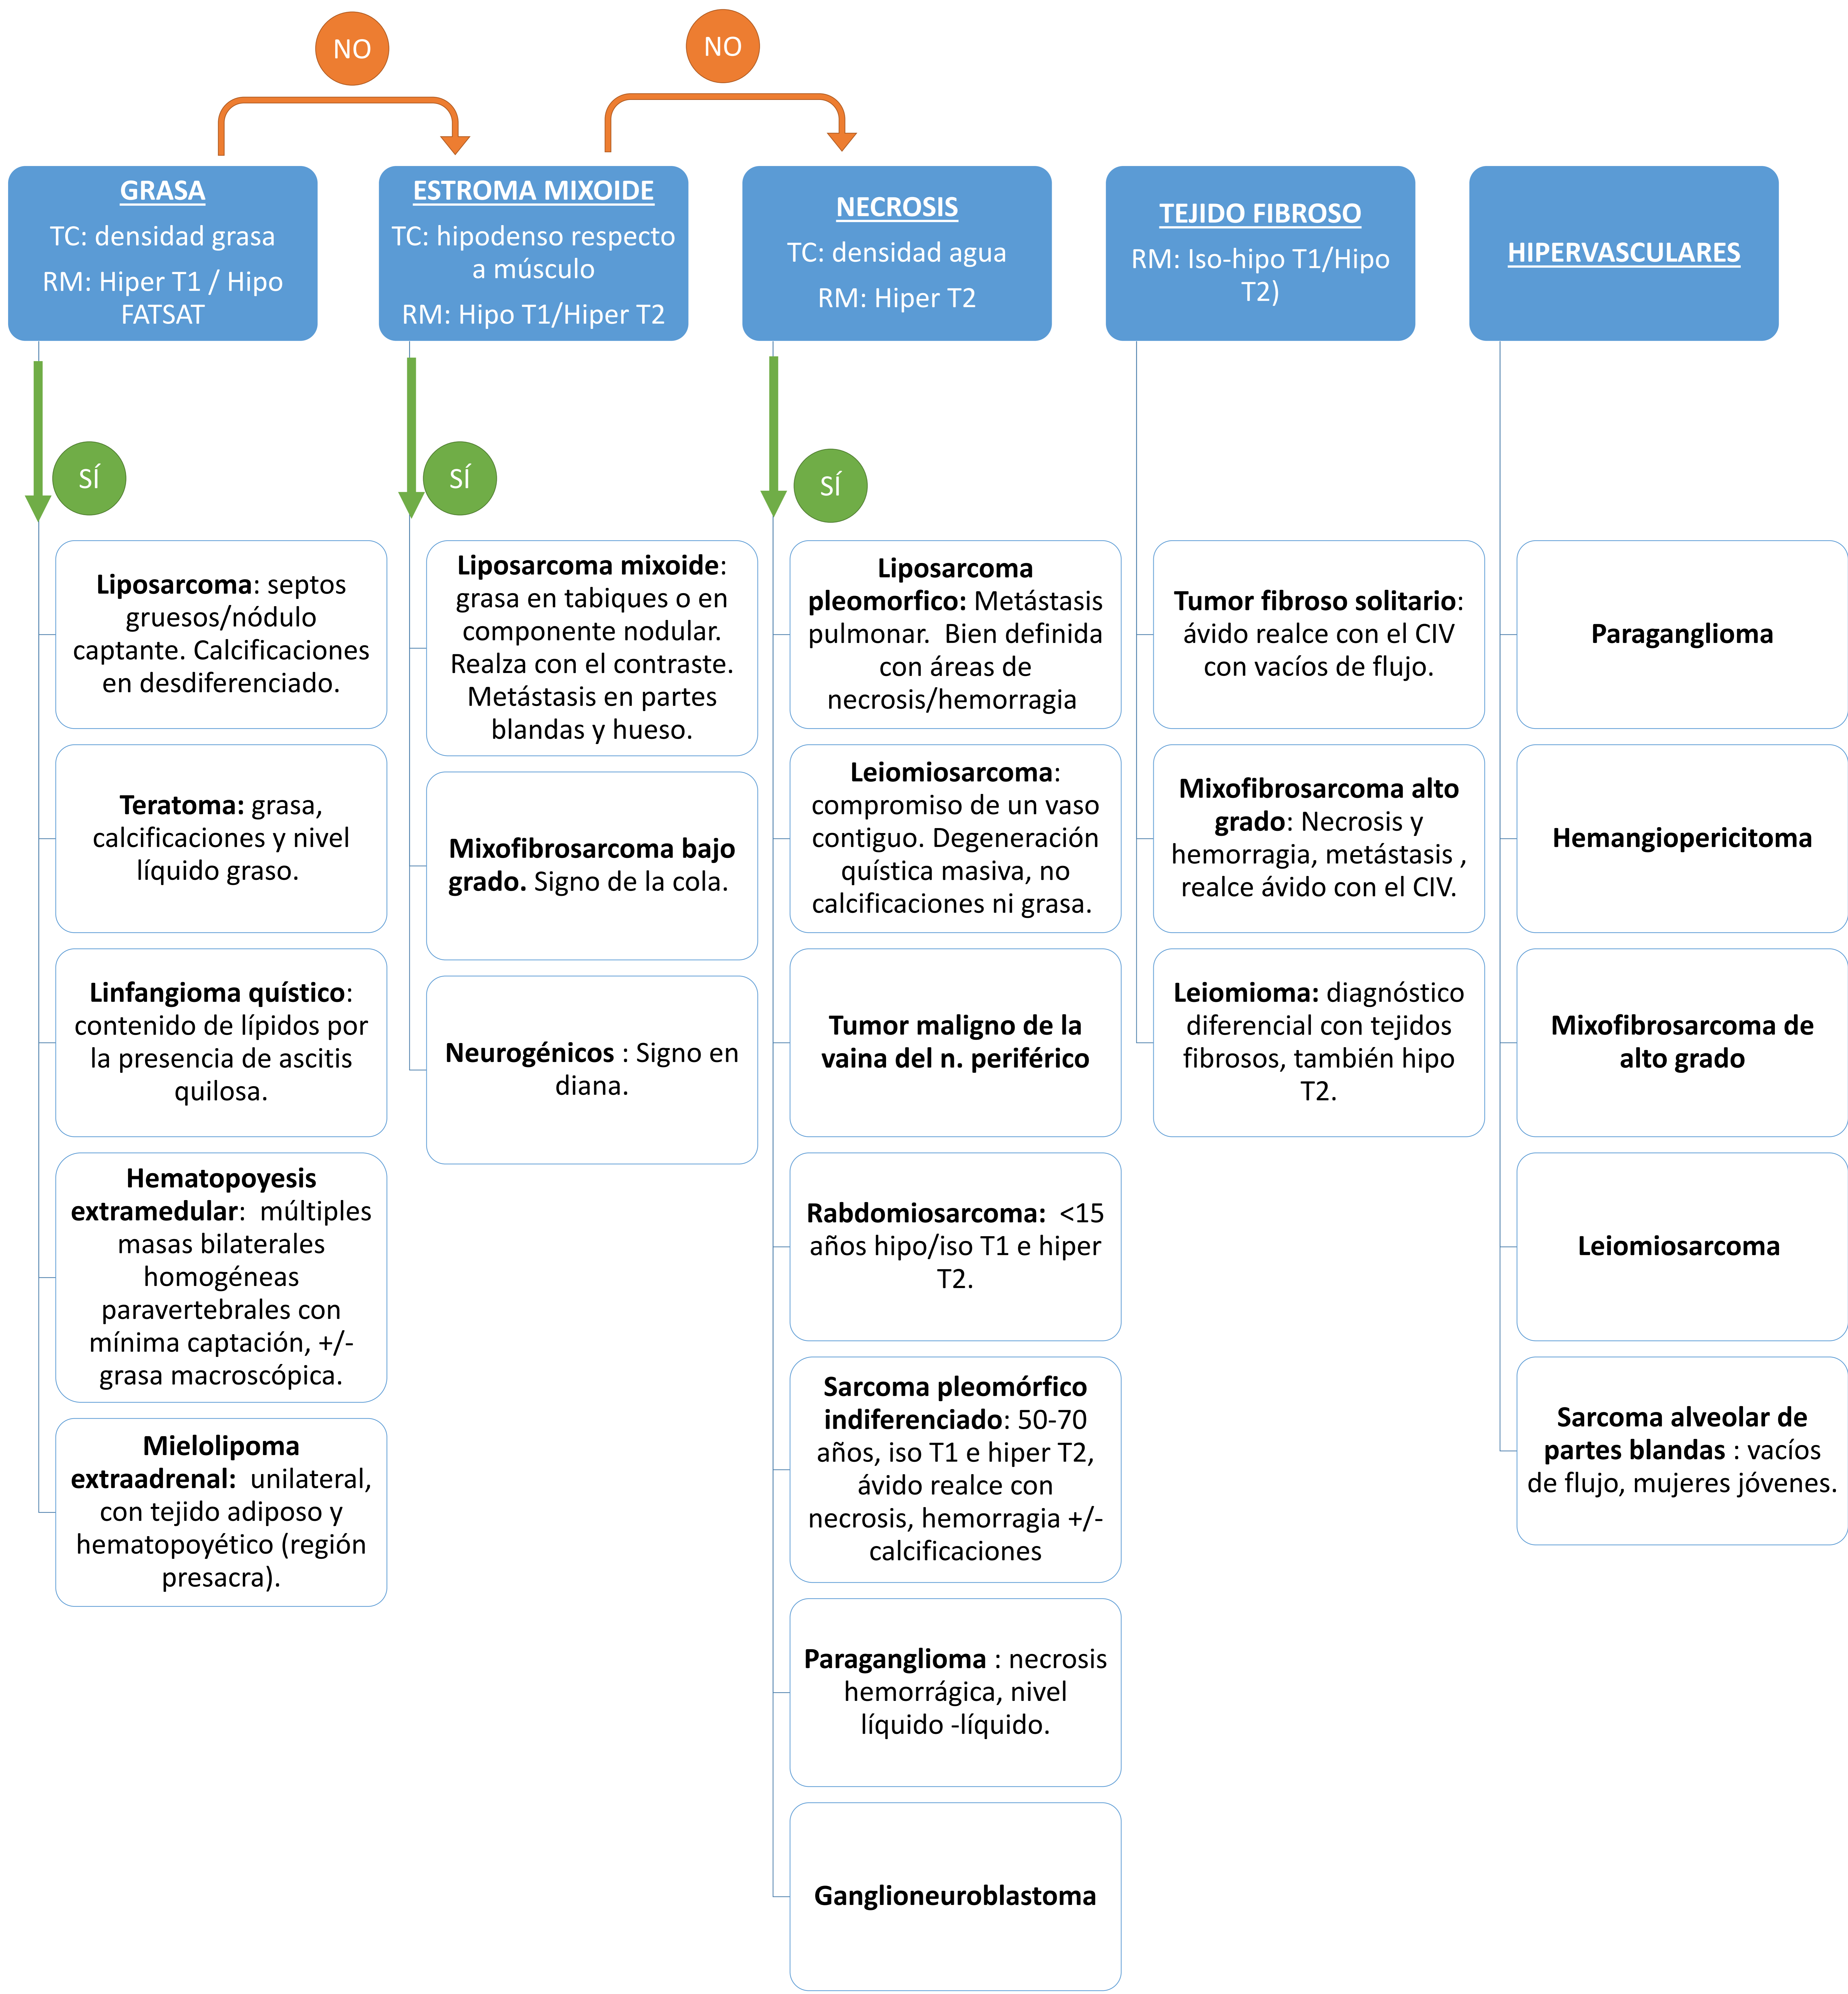 NO
NO
GRASA
TC: densidad grasa
RM: Hiper T1 / Hipo
FATSAT
SÍ
Liposarcoma: septos
gruesos/nódulo
captante. Calcificaciones
en desdiferenciado.
Teratoma: grasa,
calcificaciones y nivel
líquido graso.
Linfangioma quístico:
contenido de lípidos por
la presencia de ascitis
quilosa.
Hematopoyesis
extramedular:  múltiples
masas bilaterales
homogéneas
paravertebrales con
mínima captación, +/-
grasa macroscópica.
Mielolipoma
extraadrenal:  unilateral,
con tejido adiposo y
hematopoyético (región
presacra).
ESTROMA MIXOIDE
TC: hipodenso respecto
a músculo
RM: Hipo T1/Hiper T2
SÍ
Liposarcoma mixoide:
grasa en tabiques o en
componente nodular.
Realza con el contraste.
Metástasis en partes
blandas y hueso.
Mixofibrosarcoma bajo
grado. Signo de la cola.
Neurogénicos : Signo en
diana.
NECROSIS
TC: densidad agua
RM: Hiper T2
SÍ
Liposarcoma
pleomorfico: Metástasis
pulmonar.  Bien definida
con áreas de
necrosis/hemorragia
Leiomiosarcoma:
compromiso de un vaso
contiguo. Degeneración
quística masiva, no
calcificaciones ni grasa.
Tumor maligno de la
vaina del n. periférico
Rabdomiosarcoma:  <15
años hipo/iso T1 e hiper
T2.
Sarcoma pleomórfico
indiferenciado: 50-70
años, iso T1 e hiper T2,
ávido realce con
necrosis, hemorragia +/-
calcificaciones
Paraganglioma : necrosis
hemorrágica, nivel
líquido -líquido.
Ganglioneuroblastoma
TEJIDO FIBROSO
RM: Iso-hipo T1/Hipo
T2)
Tumor fibroso solitario:
ávido realce con el CIV
con vacíos de flujo.
Mixofibrosarcoma alto
grado: Necrosis y
hemorragia, metástasis ,
realce ávido con el CIV.
Leiomioma: diagnóstico
diferencial con tejidos
fibrosos, también hipo
T2.
HIPERVASCULARES
Paraganglioma
Hemangiopericitoma
Mixofibrosarcoma de
alto grado
Leiomiosarcoma
Sarcoma alveolar de
partes blandas : vacíos
de flujo, mujeres jóvenes.